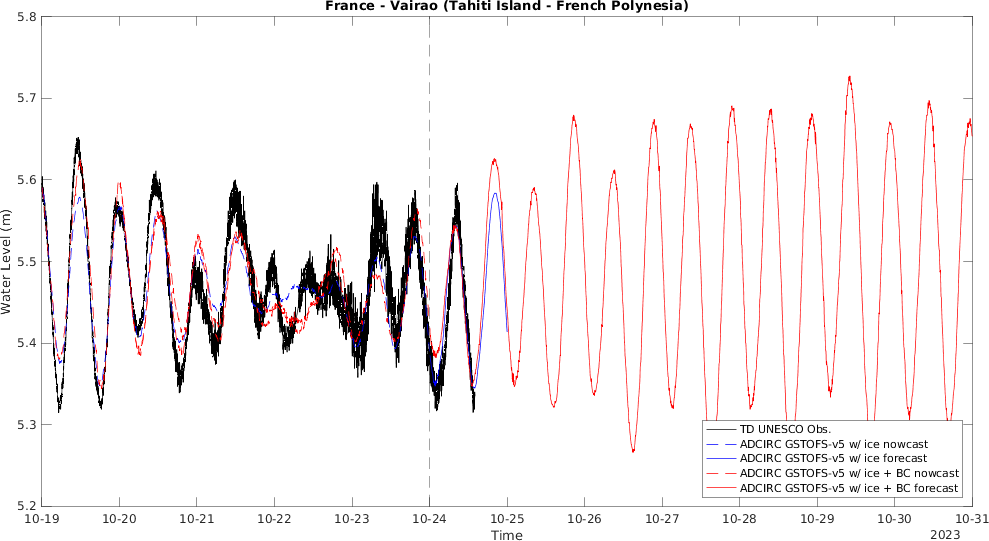 France - Vairao (Tahiti Island - French Polynesia)
5.8
5.7
5.6
5.5
5.4
5.3
5.2
Water Level (m)
TD UNESCO Obs.
ADCIRC GSTOFS-v5 w/ ice nowcast
ADCIRC GSTOFS-v5 w/ ice forecast
ADCIRC GSTOFS-v5 w/ ice + BC nowcast
ADCIRC GSTOFS-v5 w/ ice + BC forecast
10-19 10-20 10-21 10-22 10-23 10-24 10-25 10-26 10-27 10-28 10-29 10-30 10-31
Time
2023